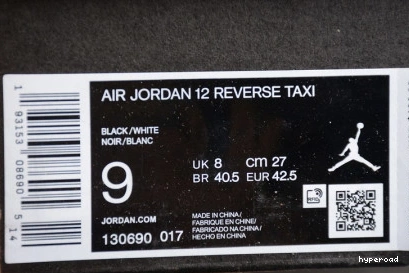 AIR JORDAN 12 REVERSE TAXI
BLACK/WHITE
NOIR/BLANC
9
UK 8 CM 27
BR 40.5 EUR 42.5
JORDAN.COM
130690 017
MADE IN CHINA/
FABRIQUE EN CHINE/
FABRICADO NA CHINA/
HECHO EN CHINA
1 93153 08690 5 14
hyperoad